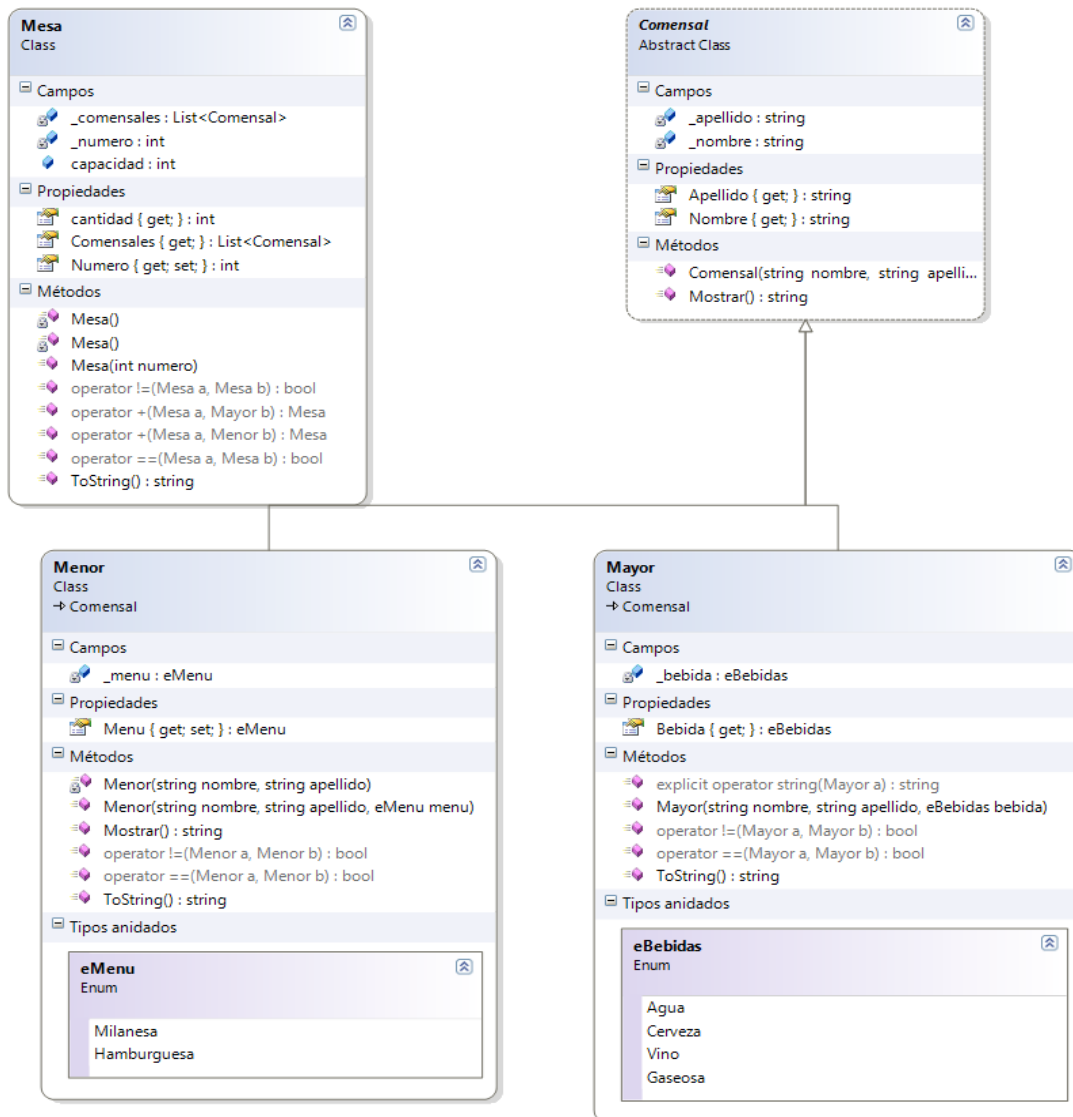 Mesa
Class
Campos
_comensales : List<Comensal>
_numero : int
capacidad : int
Propiedades
cantidad { get; } : int
Comensales { get; } : List<Comensal>
Numero { get; set; } : int
Métodos
Mesa()
Mesa()
Mesa(int numero)
operator !=(Mesa a, Mesa b) : bool
operator +(Mesa a, Mayor b) : Mesa
operator +(Mesa a, Menor b) : Mesa
operator ==(Mesa a, Mesa b) : bool
ToString() : string
Comensal
Abstract Class
Campos
_apellido : string
_nombre : string
Propiedades
Apellido { get; } : string
Nombre { get; } : string
Métodos
Comensal(string nombre, string apelli...
Mostrar() : string
Menor
Class
Comensal
Campos
_menu : eMenu
Propiedades
Menu { get; set; } : eMenu
Métodos
Menor(string nombre, string apellido)
Menor(string nombre, string apellido, eMenu menu)
Mostrar() : string
operator !=(Menor a, Menor b) : bool
operator ==(Menor a, Menor b) : bool
ToString() : string
Tipos anidados
eMenu
Enum
Milanesa
Hamburguesa
Mayor
Class
Comensal
Campos
_bebida : eBebidas
Propiedades
Bebida { get; } : eBebidas
Métodos
explicit operator string(Mayor a) : string
Mayor(string nombre, string apellido, eBebidas bebida)
operator !=(Mayor a, Mayor b) : bool
operator ==(Mayor a, Mayor b) : bool
ToString() : string
Tipos anidados
eBebidas
Enum
Agua
Cerveza
Vino
Gaseosa